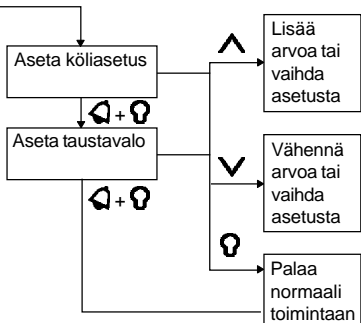 Aseta köliasetus
+
Aseta taustavalo
+
Lisää
arvoa tai
vaihda
asetusta
Vähennä
arvoa tai
vaihda
asetusta
Palaa
normaali
toimintaan